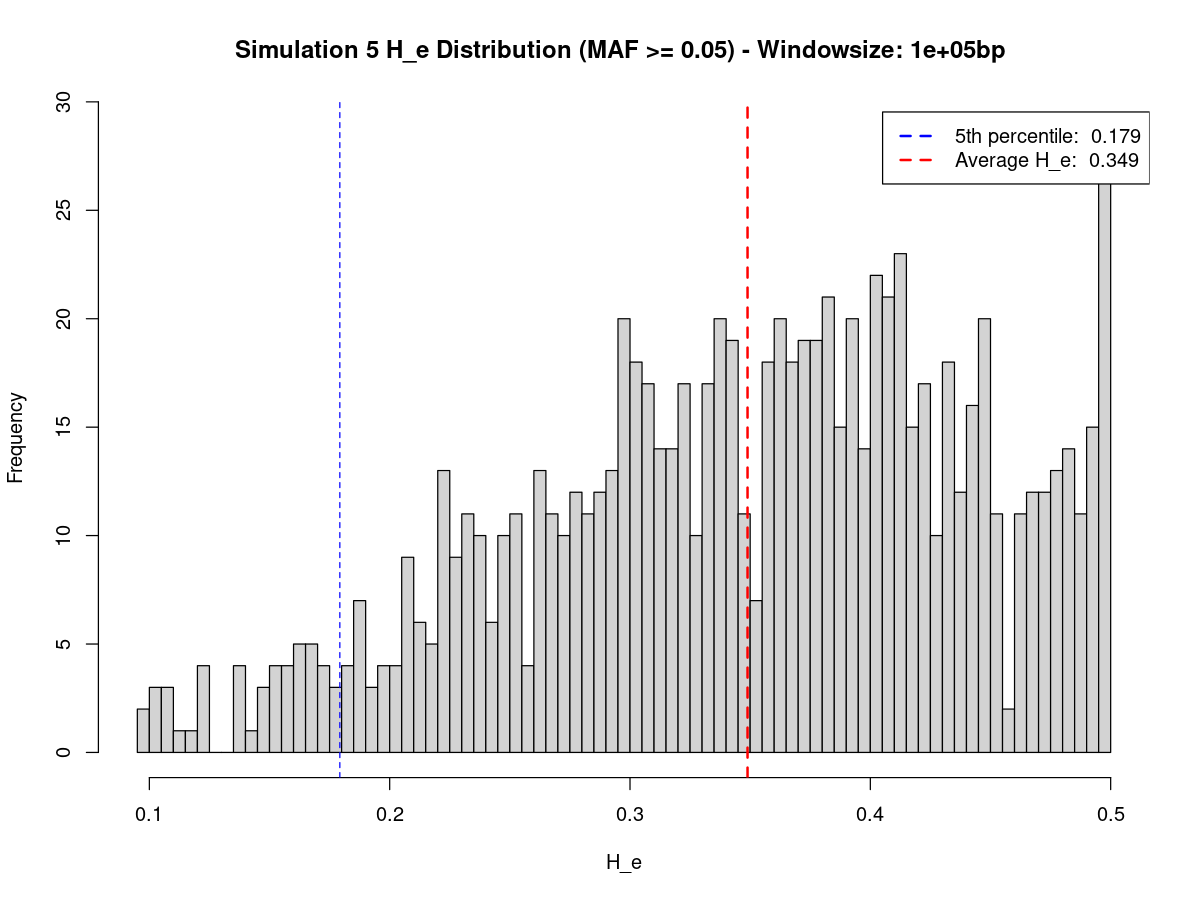 Simulation 5 H_e Distribution (MAF >= 0.05) - Windowsize: 1e+05bp
5th percentile: 0.179
Average H_e: 0.349
Frequency
30
25
20
15
10
5
0
0.1 0.2 0.3 0.4 0.5
H_e